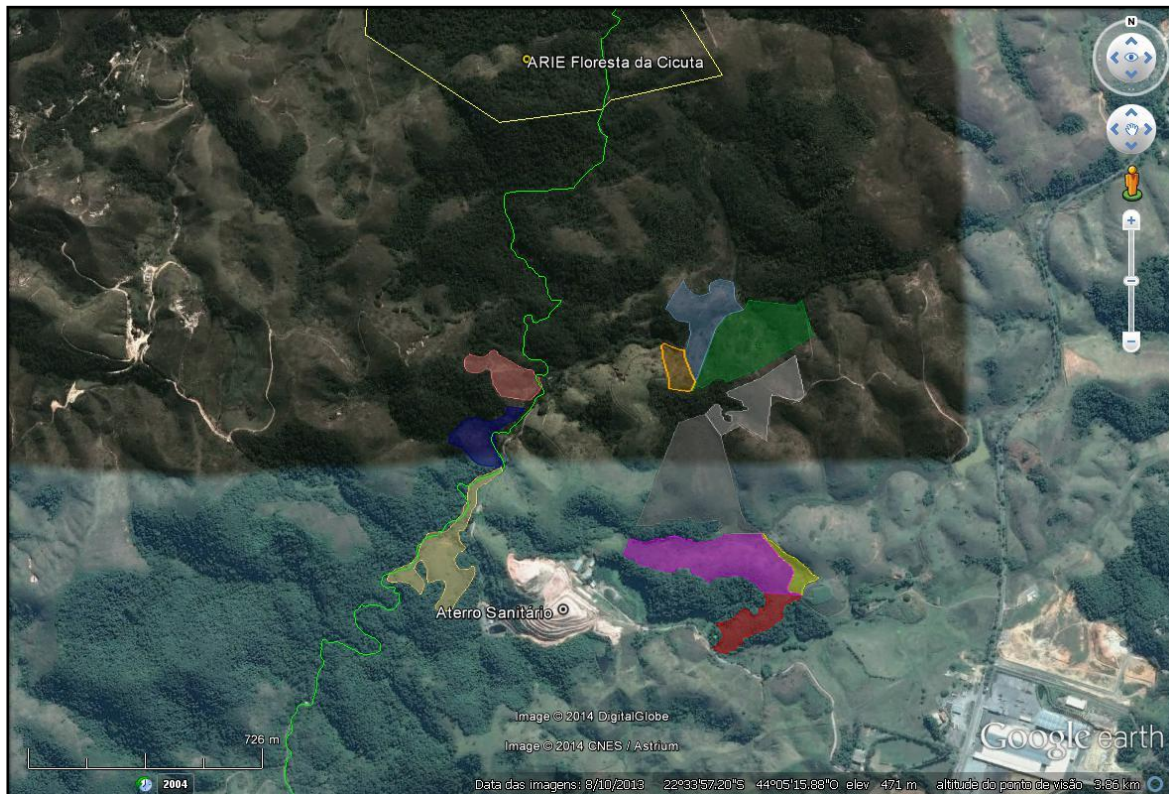 N
ARIE Floresta da Cicuta
Aterro Sanitário
Image © 2014 DigitalGlobe
726 m
Image © 2014 CNES / Astrium
Google earth
2004
Data das imagens: 8/10/2013 22°33'57.20"S 44°05'15.88"O elev 471 m altitude do ponto de visão 3.86 km